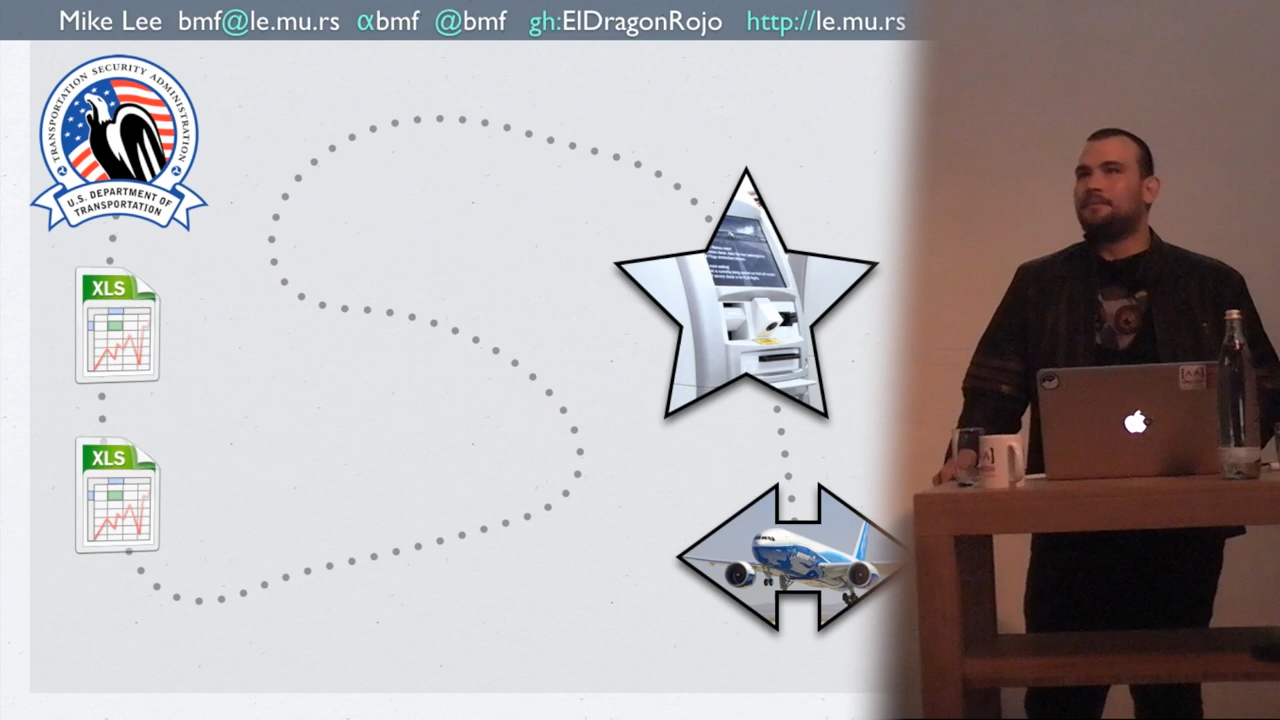 Mike Lee bmf@le.mu.rs αbmf @bmf gh:ElDragonRojo http://le.mu.rs
TRANSPORTATION SECURITY ADMINISTRATION
U.S. DEPARTMENT OF
TRANSPORTATION
XLS
XLS